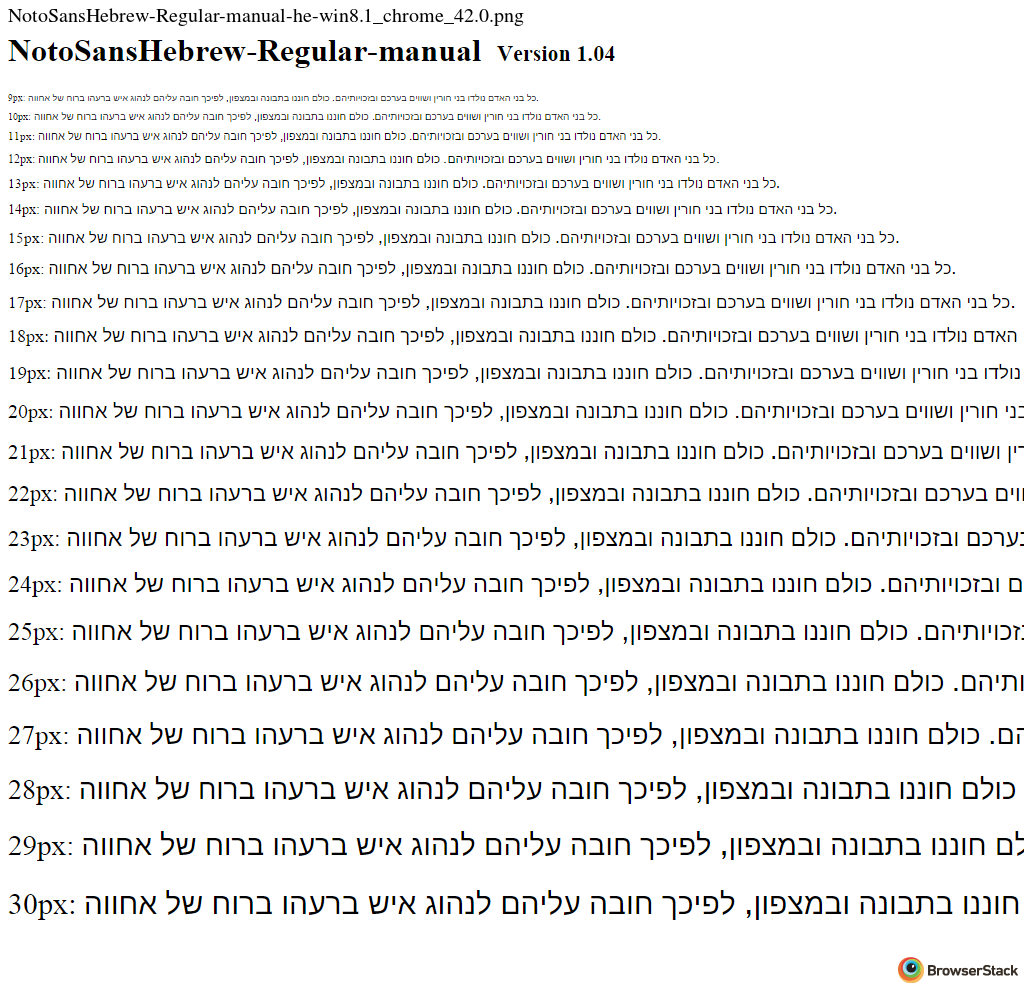 NotoSansHebrew-Regular-manual-he-win8.1_chrome_42.0.png
NotoSansHebrew-Regular-manual Version 1.04
9px: כל בני האדם נולדו בני חורין ושווים בערכם ובזכויותיהם. כולם חוננו בתבונה ובמצפון, לפיכך חובה עליהם לנהוג איש ברעהו ברוח של אחווה.
10px: כל בני האדם נולדו בני חורין ושווים בערכם ובזכויותיהם. כולם חוננו בתבונה ובמצפון, לפיכך חובה עליהם לנהוג איש ברעהו ברוח של אחווה.
11px: כל בני האדם נולדו בני חורין ושווים בערכם ובזכויותיהם. כולם חוננו בתבונה ובמצפון, לפיכך חובה עליהם לנהוג איש ברעהו ברוח של אחווה.
12px: כל בני האדם נולדו בני חורין ושווים בערכם ובזכויותיהם. כולם חוננו בתבונה ובמצפון, לפיכך חובה עליהם לנהוג איש ברעהו ברוח של אחווה.
13px: כל בני האדם נולדו בני חורין ושווים בערכם ובזכויותיהם. כולם חוננו בתבונה ובמצפון, לפיכך חובה עליהם לנהוג איש ברעהו ברוח של אחווה.
14px: כל בני האדם נולדו בני חורין ושווים בערכם ובזכויותיהם. כולם חוננו בתבונה ובמצפון, לפיכך חובה עליהם לנהוג איש ברעהו ברוח של אחווה.
15px: כל בני האדם נולדו בני חורין ושווים בערכם ובזכויותיהם. כולם חוננו בתבונה ובמצפון, לפיכך חובה עליהם לנהוג איש ברעהו ברוח של אחווה.
16px: כל בני האדם נולדו בני חורין ושווים בערכם ובזכויותיהם. כולם חוננו בתבונה ובמצפון, לפיכך חובה עליהם לנהוג איש ברעהו ברוח של אחווה.
17px: כל בני האדם נולדו בני חורין ושווים בערכם ובזכויותיהם. כולם חוננו בתבונה ובמצפון, לפיכך חובה עליהם לנהוג איש ברעהו ברוח של אחווה.
18px: האדם נולדו בני חורין ושווים בערכם ובזכויותיהם. כולם חוננו בתבונה ובמצפון, לפיכך חובה עליהם לנהוג איש ברעהו ברוח של אחווה
19px: נולדו בני חורין ושווים בערכם ובזכויותיהם. כולם חוננו בתבונה ובמצפון, לפיכך חובה עליהם לנהוג איש ברעהו ברוח של אחווה
20px: חורין ושווים בערכם ובזכויותיהם. כולם חוננו בתבונה ובמצפון, לפיכך חובה עליהם לנהוג איש ברעהו ברוח של אחווה
21px: ושווים בערכם ובזכויותיהם. כולם חוננו בתבונה ובמצפון, לפיכך חובה עליהם לנהוג איש ברעהו ברוח של אחווה
22px: בערכם ובזכויותיהם. כולם חוננו בתבונה ובמצפון, לפיכך חובה עליהם לנהוג איש ברעהו ברוח של אחווה
23px: ובזכויותיהם. כולם חוננו בתבונה ובמצפון, לפיכך חובה עליהם לנהוג איש ברעהו ברוח של אחווה
24px: ובזכויותיהם. כולם חוננו בתבונה ובמצפון, לפיכך חובה עליהם לנהוג איש ברעהו ברוח של אחווה
25px: כולם חוננו בתבונה ובמצפון, לפיכך חובה עליהם לנהוג איש ברעהו ברוח של אחווה
26px: כולם חוננו בתבונה ובמצפון, לפיכך חובה עליהם לנהוג איש ברעהו ברוח של אחווה
27px: כולם חוננו בתבונה ובמצפון, לפיכך חובה עליהם לנהוג איש ברעהו ברוח של אחווה
28px: כולם חוננו בתבונה ובמצפון, לפיכך חובה עליהם לנהוג איש ברעהו ברוח של אחווה
29px: חוננו בתבונה ובמצפון, לפיכך חובה עליהם לנהוג איש ברעהו ברוח של אחווה
30px: חוננו בתבונה ובמצפון, לפיכך חובה עליהם לנהוג איש ברעהו ברוח של אחווה
BrowserStack